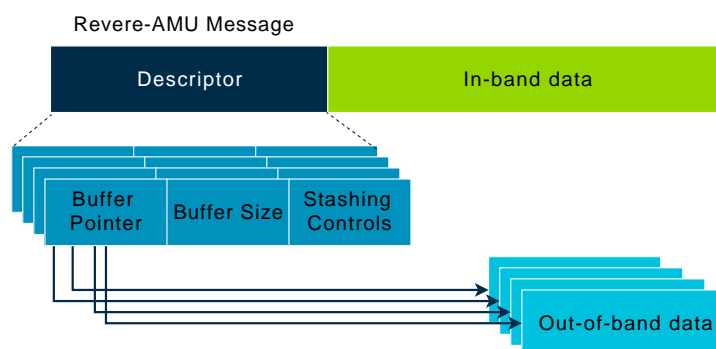 Revere-AMU Message
Descriptor
In-band data
Buffer
Pointer
Buffer Size
Stashing
Controls
Out-of-band data